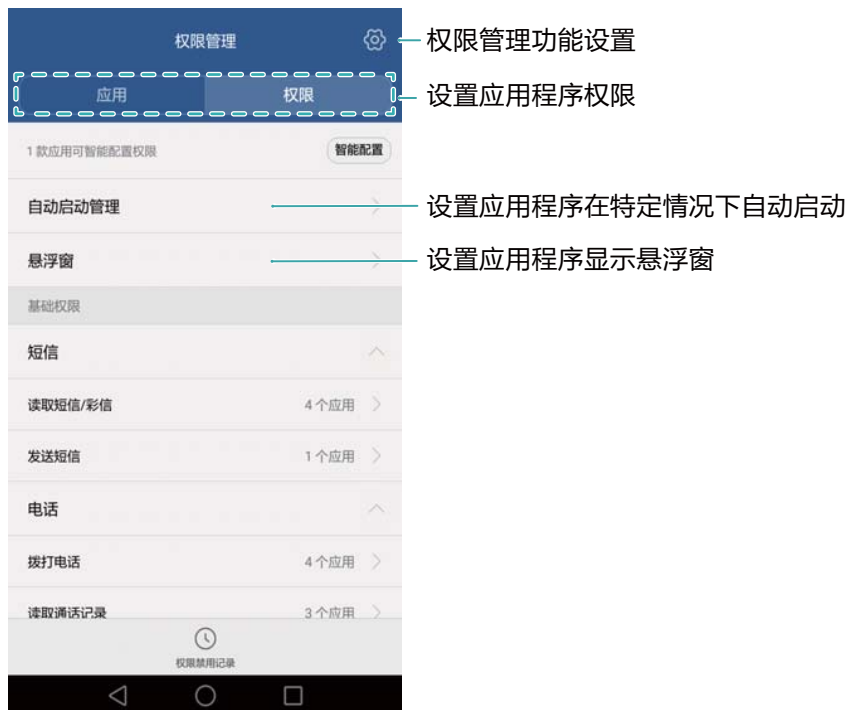 权限管理
权限管理功能设置
应用
权限
设置应用程序权限
1 款应用可智能配置权限
智能配置
自动启动管理
设置应用程序在特定情况下自动启动
悬浮窗
设置应用程序显示悬浮窗
基础权限
短信
读取短信/彩信
4 个应用
发送短信
1 个应用
电话
拨打电话
4 个应用
读取通话记录
3 个应用
权限禁用记录